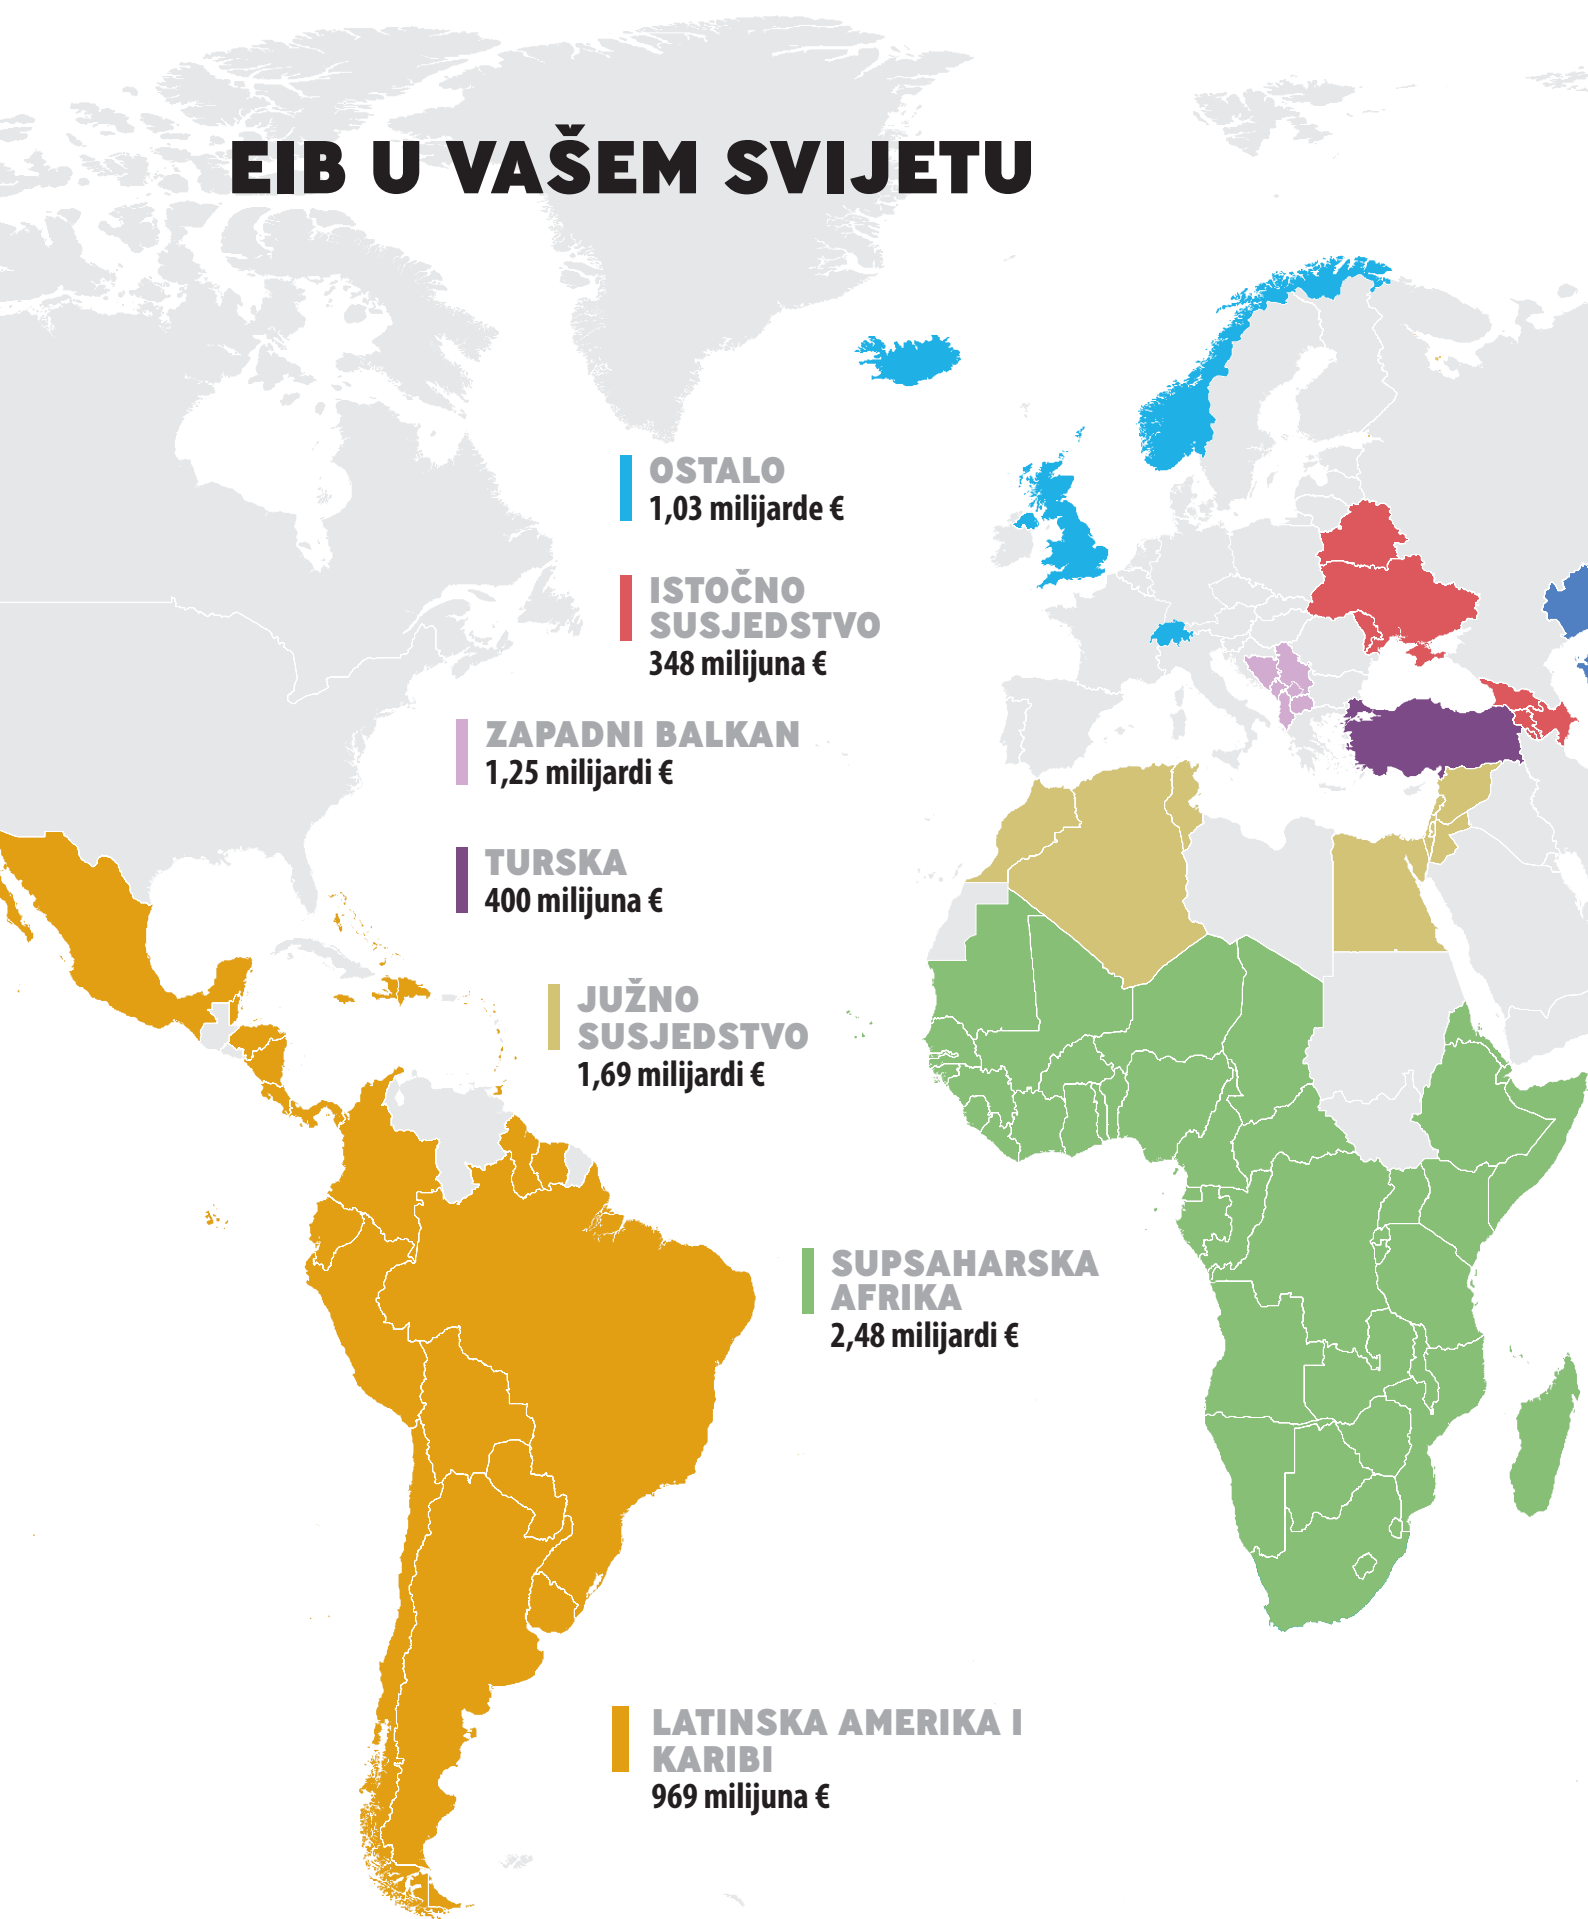 EIB U VAŠEM SVIJETU
OSTALO
1,03 milijarde €
ISTOČNO
SUSJEDSTVO
348 milijuna €
ZAPADNI BALKAN
1,25 milijardi €
TURSKA
400 milijuna €
JUŽNO
SUSJEDSTVO
1,69 milijardi €
SUPSAHARSKA
AFRIKA
2,48 milijardi €
LATINSKA AMERIKA I
KARIBI
969 milijuna €